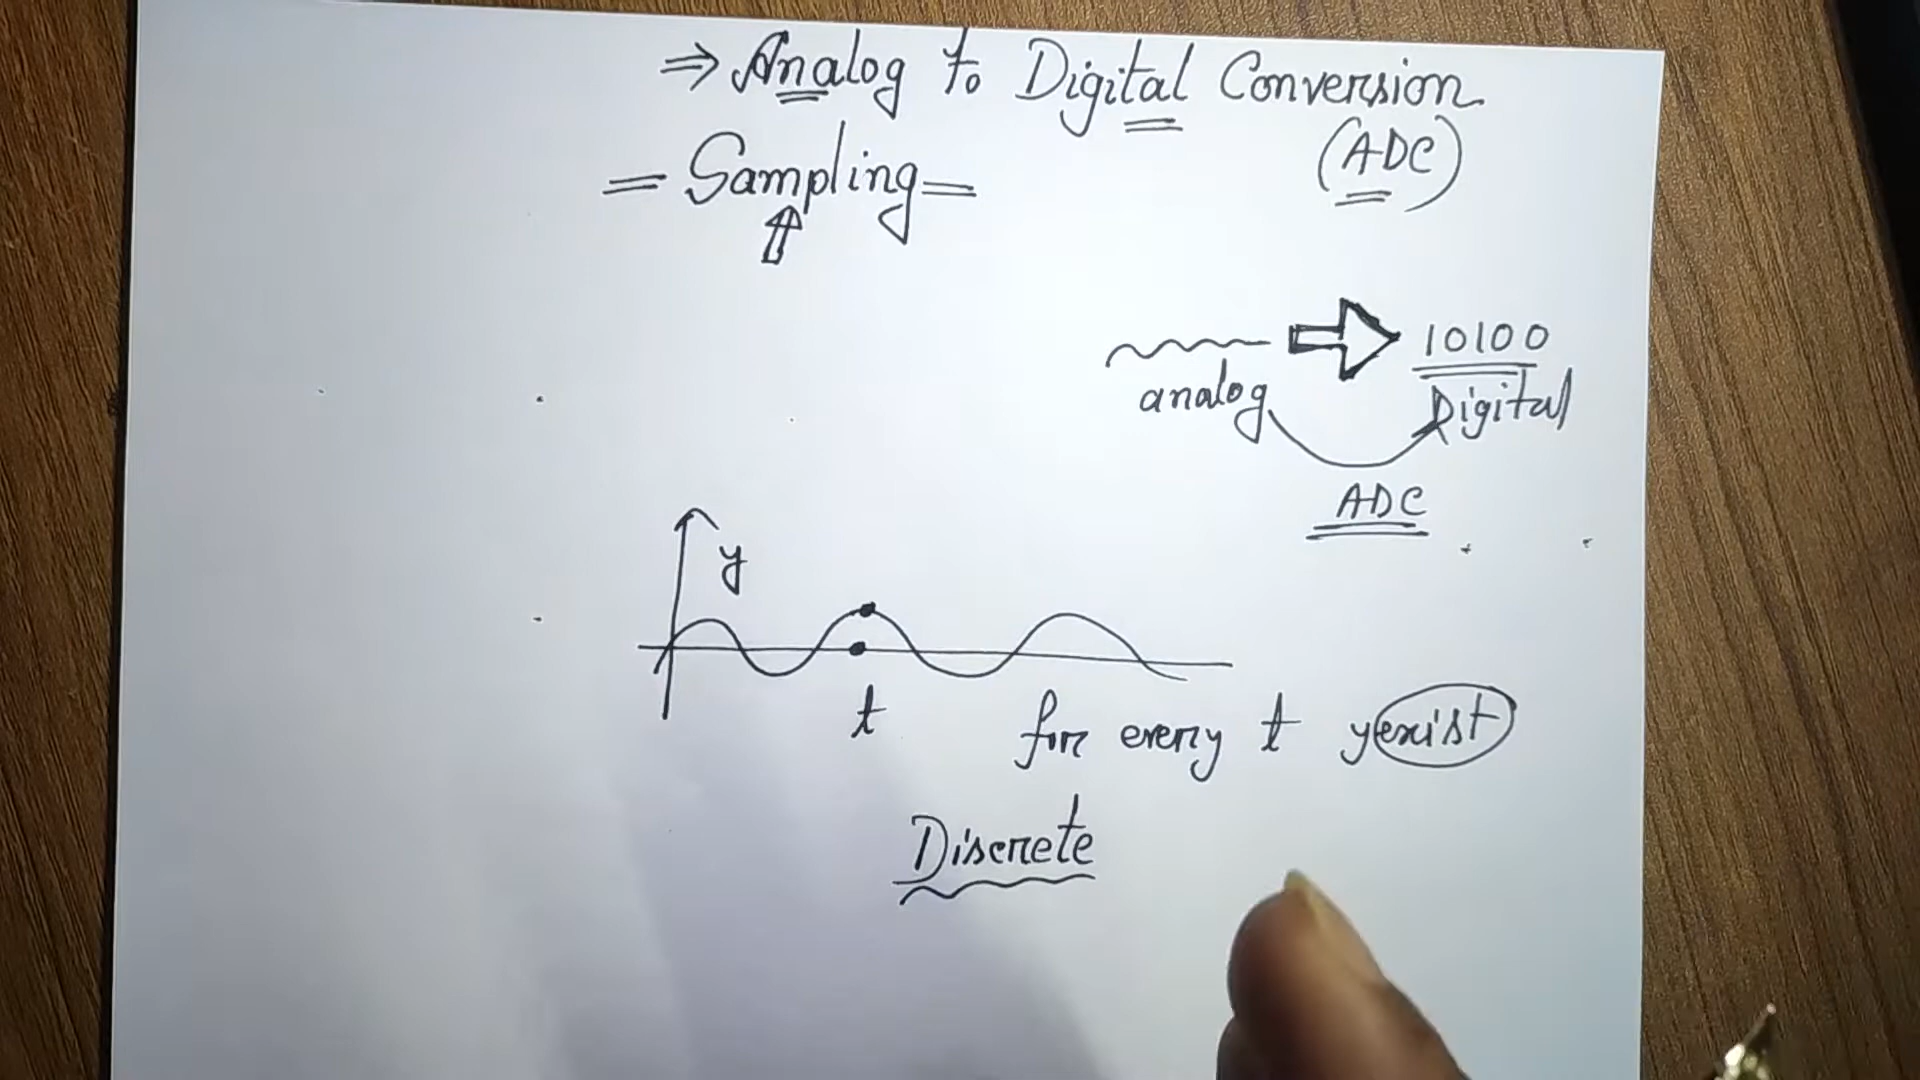 ⇒ Analog to Digital Conversion
(ADC)
= Sampling =
10100
analog
Digital
ADC
y
t
for every t y exist
Discrete